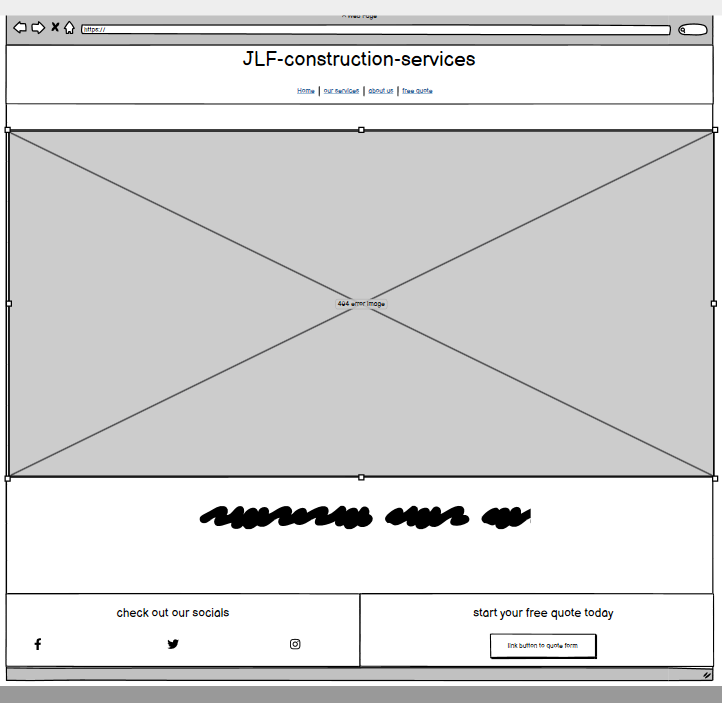 A Web Page
https://
JLF-construction-services
Home | our services | about us | free quote
404 error image
check out our socials
start your free quote today
link button to quote form